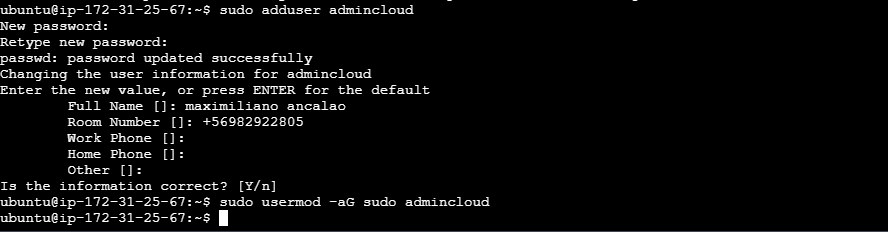 ubuntu@ip-172-31-25-67:~$ sudo adduser admincloud
New password:
Retype new password:
passwd: password updated successfully
Changing the user information for admincloud
Enter the new value, or press ENTER for the default
        Full Name []: maximiliano ancalao
        Room Number []: +56982922805
        Work Phone []:
        Home Phone []:
        Other []:
Is the information correct? [Y/n]
ubuntu@ip-172-31-25-67:~$ sudo usermod -aG sudo admincloud
ubuntu@ip-172-31-25-67:~$